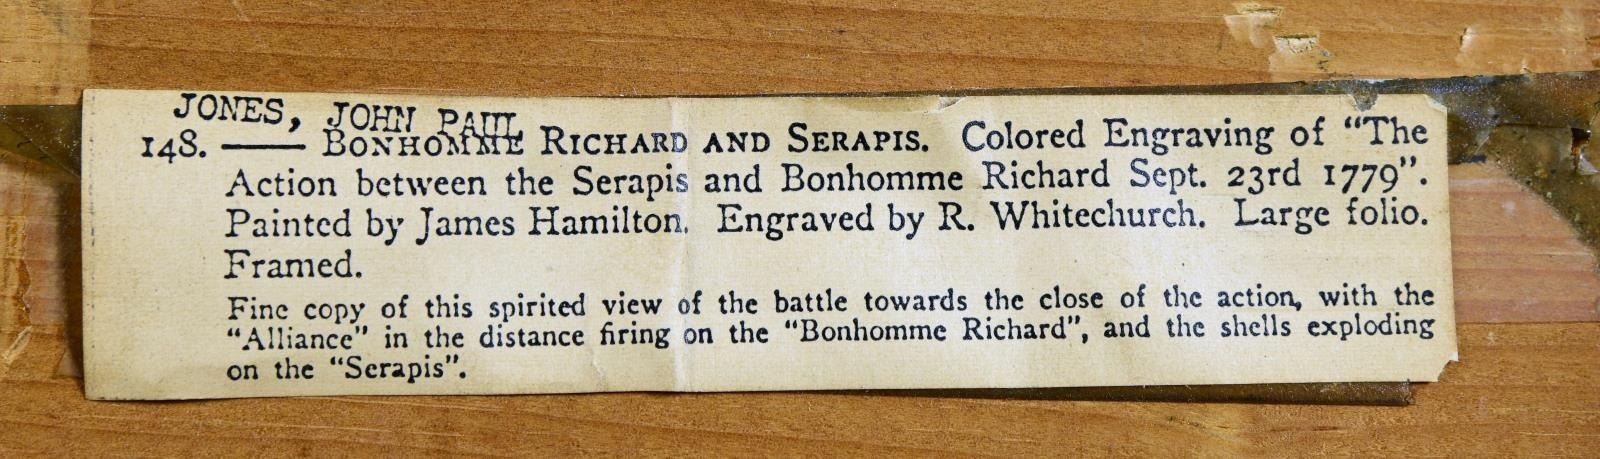 JONES, JOHN PAUL
148. —— BONHOMME RICHARD AND SERAPIS. Colored Engraving of “The
Action between the Serapis and Bonhomme Richard Sept. 23rd 1779”.
Painted by James Hamilton. Engraved by R. Whitechurch. Large folio.
Framed.
Fine copy of this spirited view of the battle towards the close of the action, with the
“Alliance” in the distance firing on the “Bonhomme Richard”, and the shells exploding
on the “Serapis”.